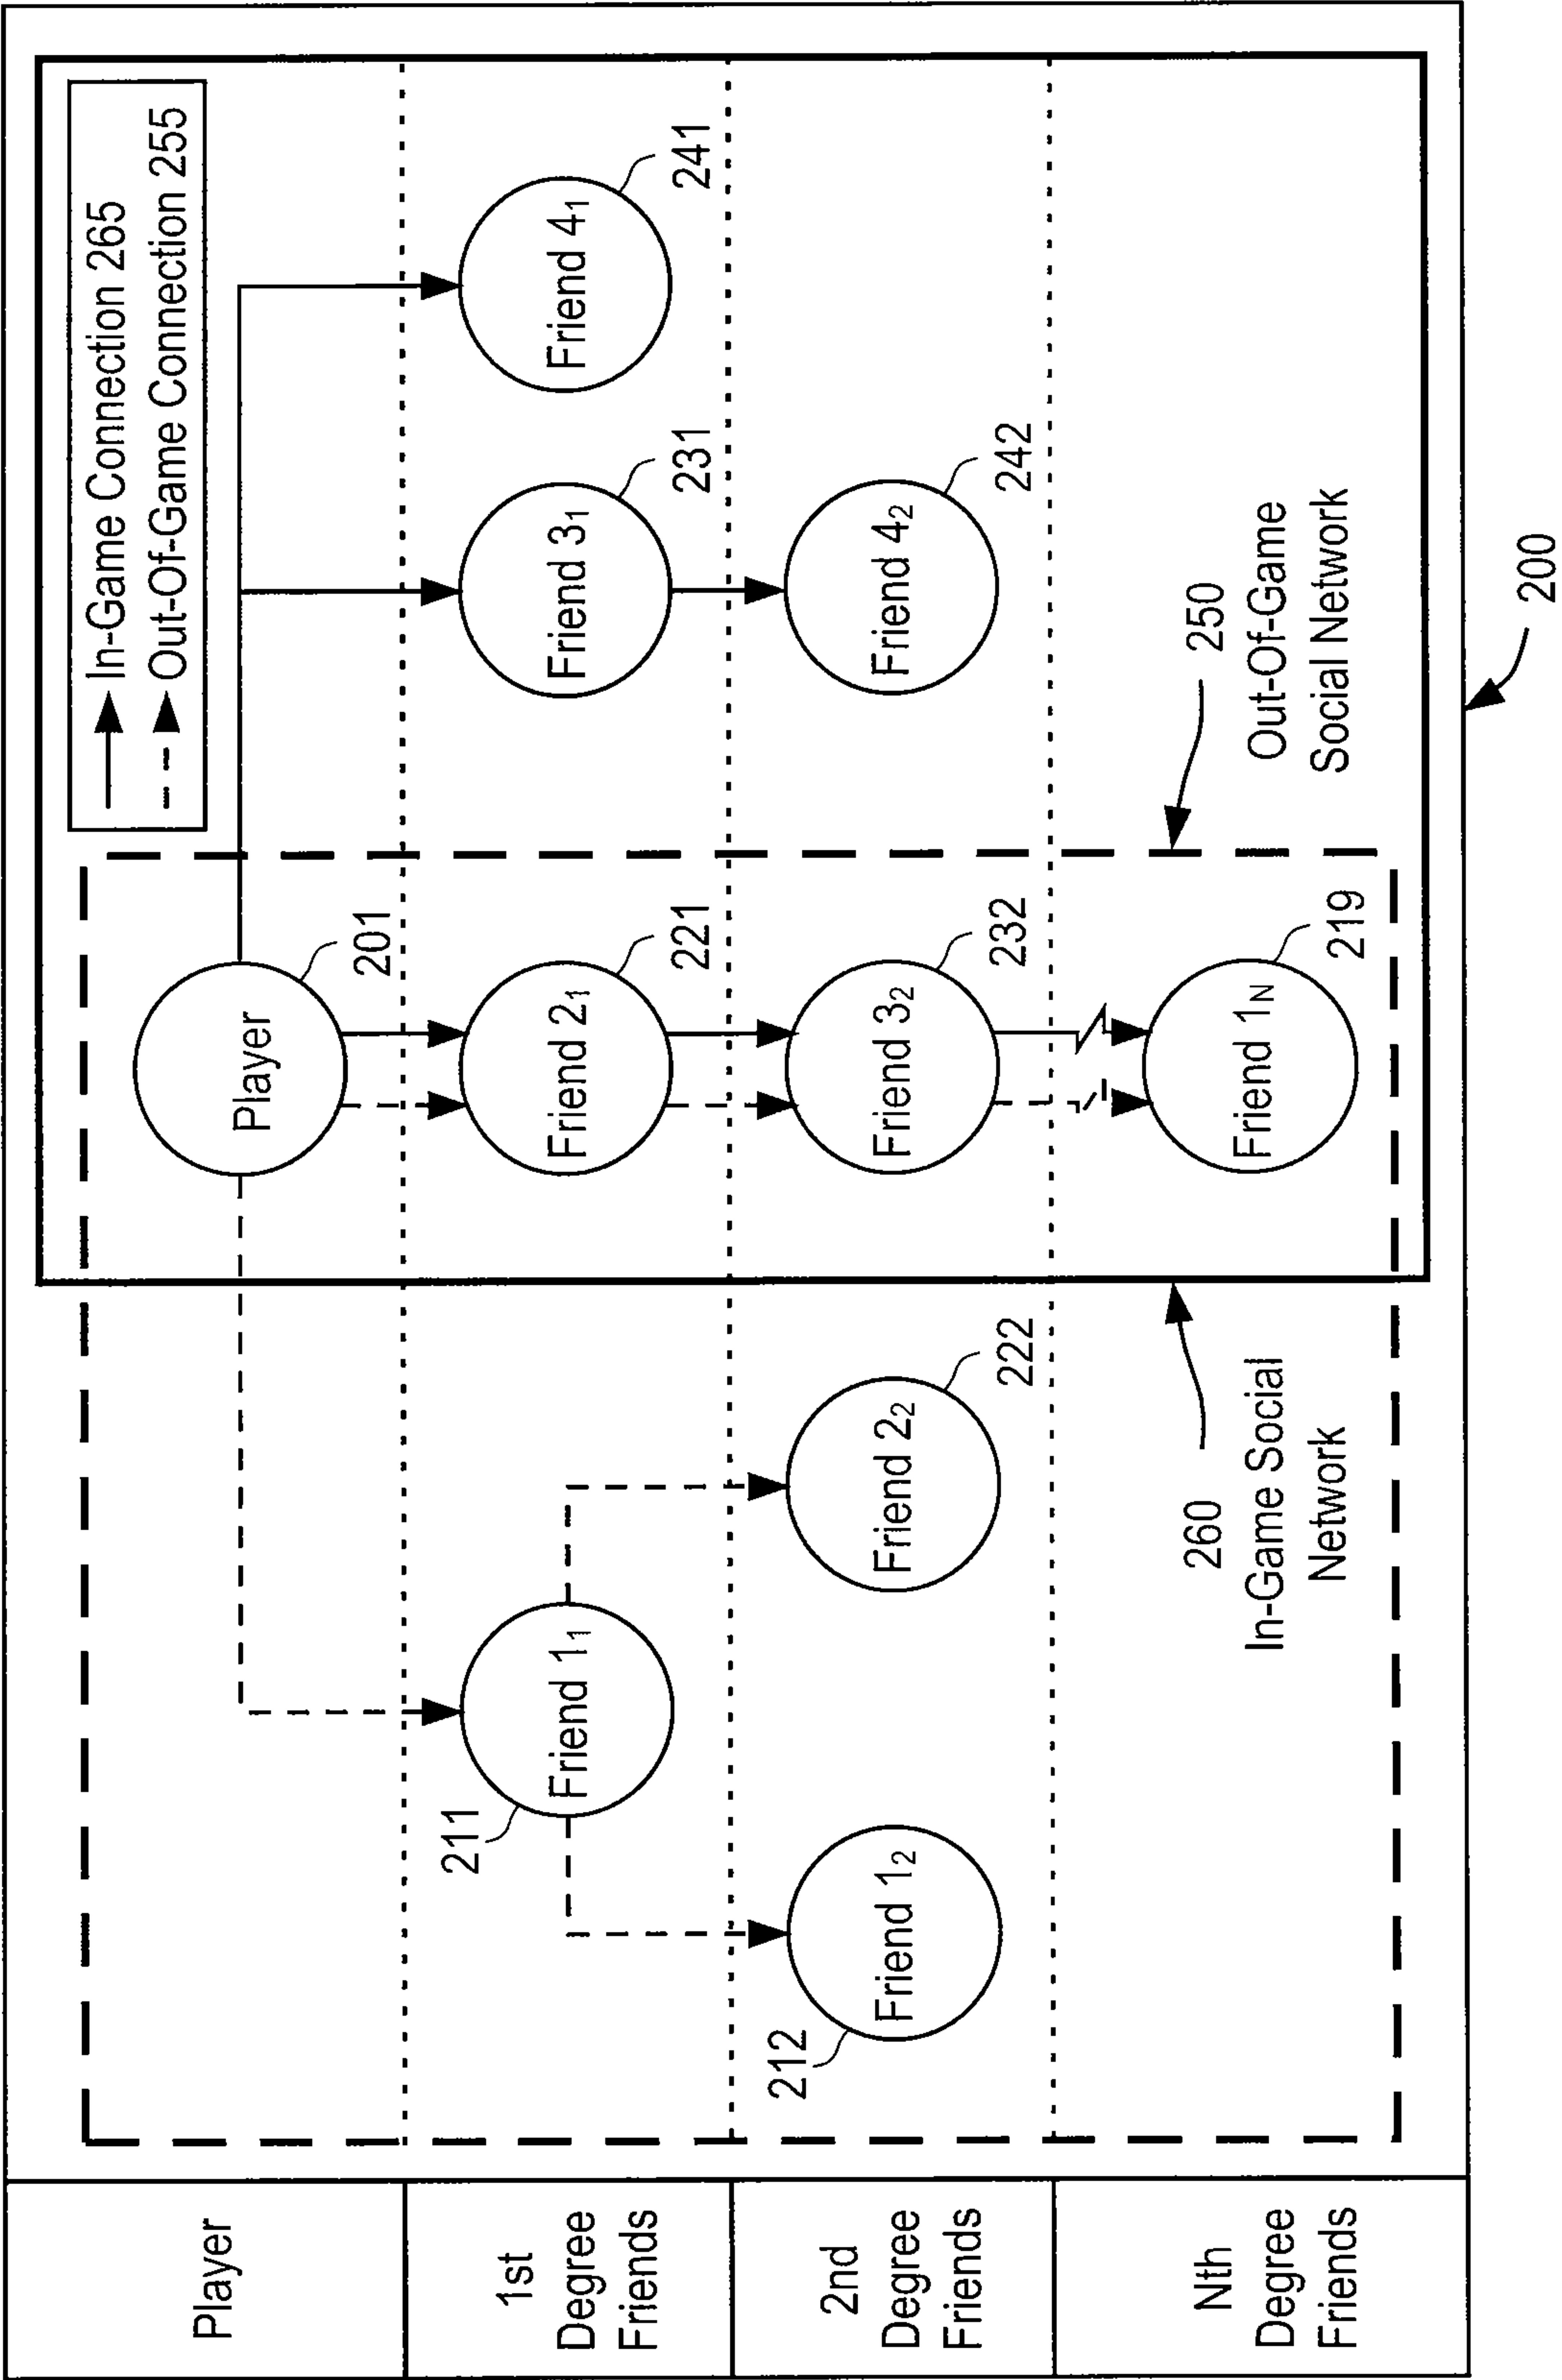 In-Game Connection 265
Out-Of-Game Connection 255
Player
Player
201
1st
Degree
Friends
211
Friend 1₁
Friend 2₁
221
Friend 3₁
231
Friend 4₁
241
2nd
Degree
Friends
212
Friend 1₂
Friend 2₂
222
Friend 3₂
232
Friend 4₂
242
Nth
Degree
Friends
260
In-Game Social
Network
Friend 1N
219
250
Out-Of-Game
Social Network
200